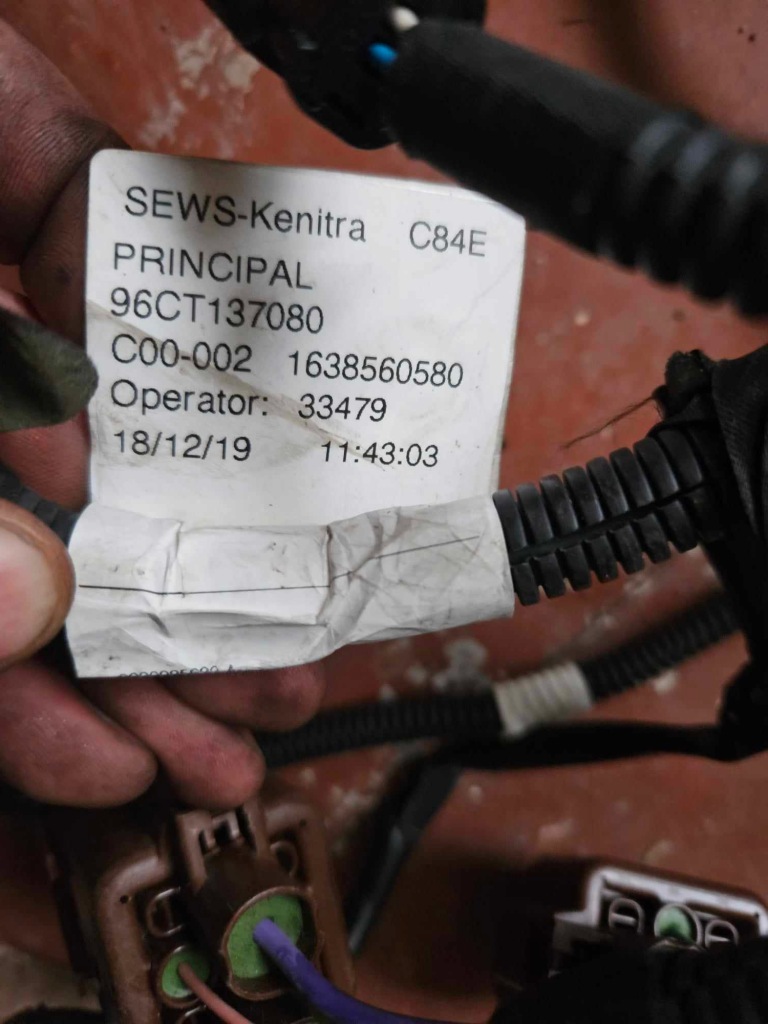 SEWS-Kenitra C84E
PRINCIPAL
96CT137080
C00-002 1638560580
Operator: 33479
18/12/19 11:43:03